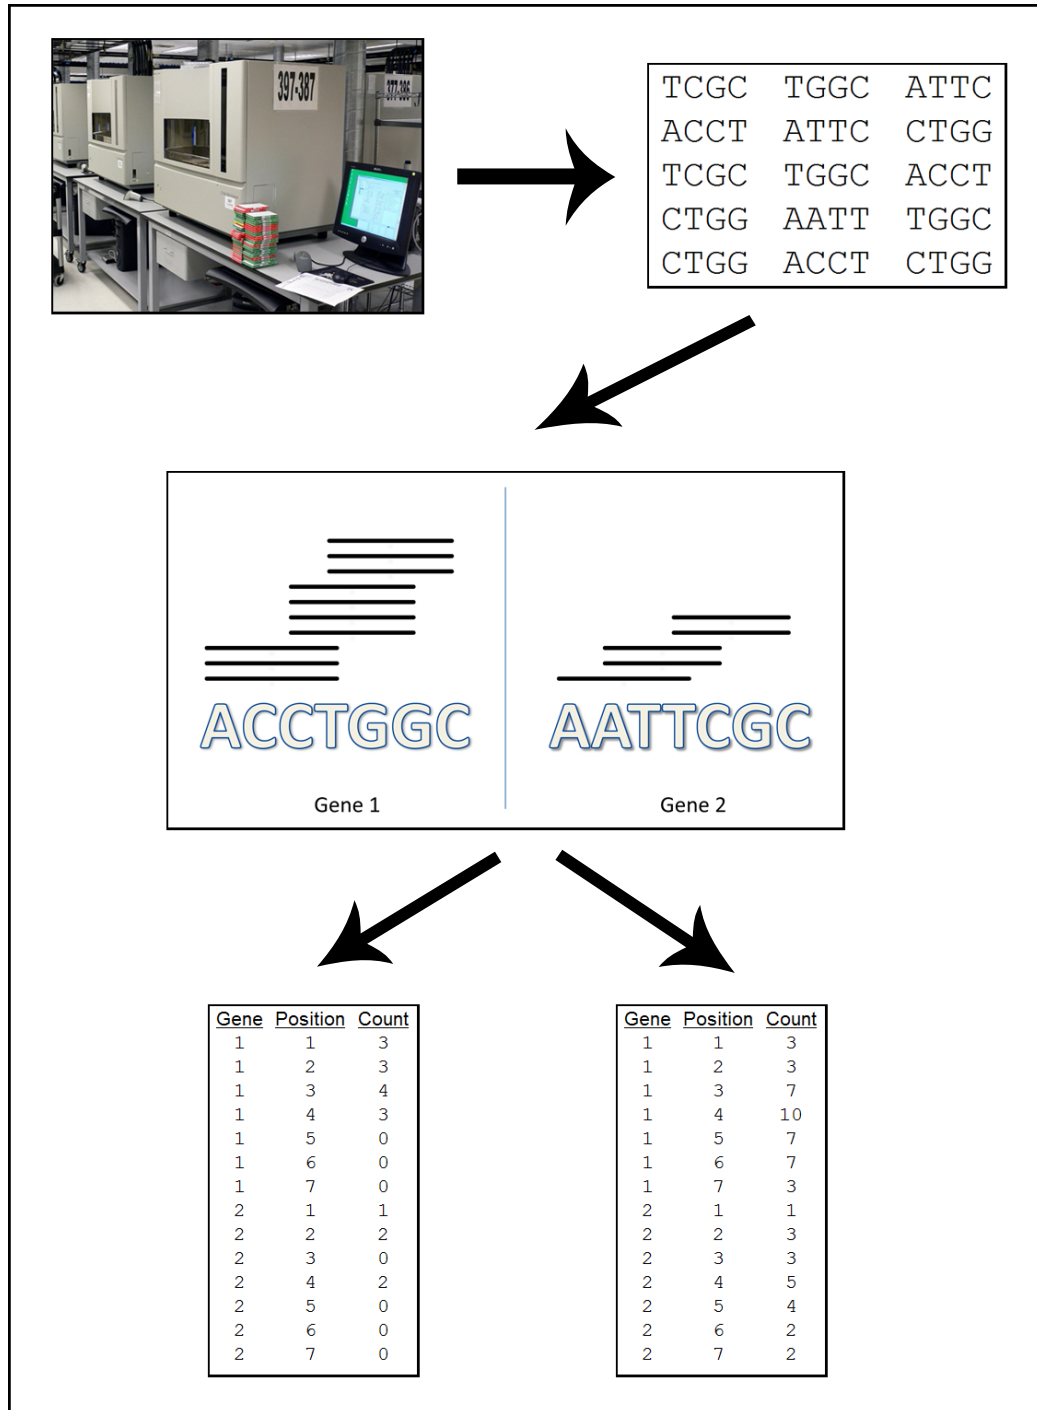 397-387
377-386
TCGC TGGC ATTC
ACCT ATTC CTGG
TCGC TGGC ACCT
CTGG AATT TGGC
CTGG ACCT CTGG
ACCTGGC
AATTCGC
Gene 1
Gene 2
Gene Position Count
1 1 3
1 2 3
1 3 4
1 4 3
1 5 0
1 6 0
1 7 0
2 1 1
2 2 2
2 3 0
2 4 2
2 5 0
2 6 0
2 7 0
Gene Position Count
1 1 3
1 2 3
1 3 7
1 4 10
1 5 7
1 6 7
1 7 3
2 1 1
2 2 3
2 3 3
2 4 5
2 5 4
2 6 2
2 7 2